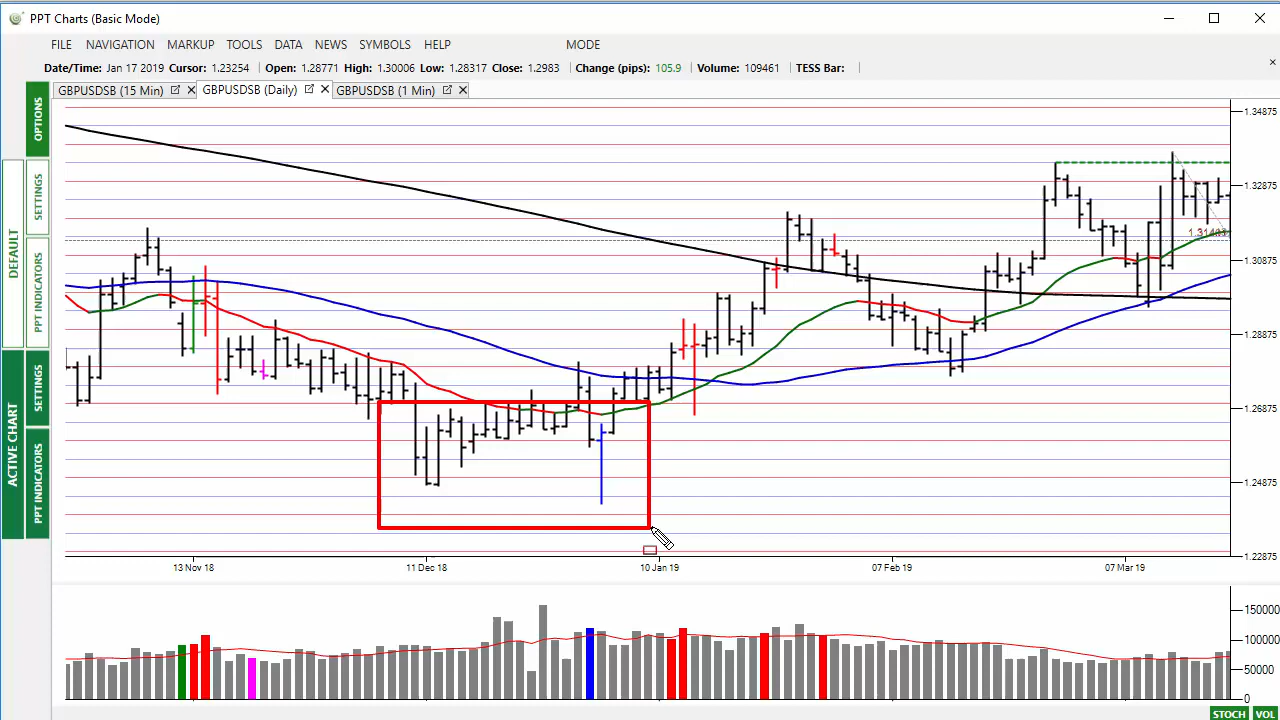 PPT Charts (Basic Mode)
FILE NAVIGATION MARKUP TOOLS DATA NEWS SYMBOLS HELP MODE
Date/Time: Jan 17 2019 Cursor: 1.23254 Open: 1.28771 High: 1.30006 Low: 1.28317 Close: 1.2983 Change (pips): 105.9 Volume: 109461 TESS Bar:
GBPUSDSB (15 Min) GBPUSDSB (Daily) GBPUSDSB (1 Min)
OPTIONS
DEFAULT
SETTINGS
PPT INDICATORS
ACTIVE CHART
SETTINGS
PPT INDICATORS
1.34875
1.32875
1.30875
1.28875
1.26875
1.24875
1.22875
13 Nov 18 11 Dec 18 10 Jan 19 07 Feb 19 07 Mar 19
150000
100000
50000
0
STOCH VOL